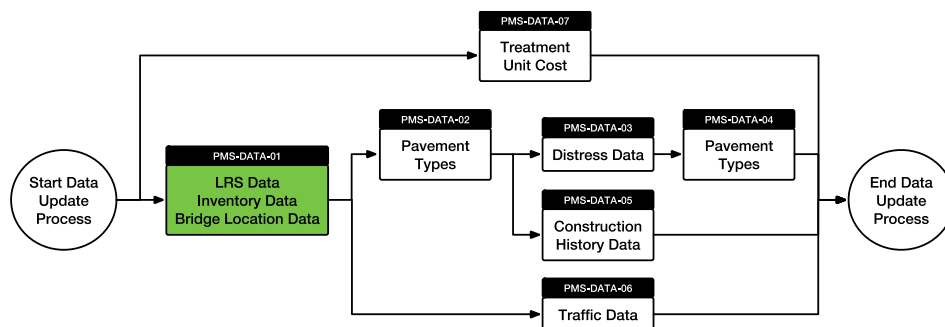 PMS-DATA-07
Treatment
Unit Cost
PMS-DATA-02
Pavement
Types
PMS-DATA-03
Distress Data
PMS-DATA-04
Pavement
Types
PMS-DATA-01
LRS Data
Inventory Data
Bridge Location Data
Start Data
Update
Process
End Data
Update
Process
PMS-DATA-05
Construction
History Data
PMS-DATA-06
Traffic Data